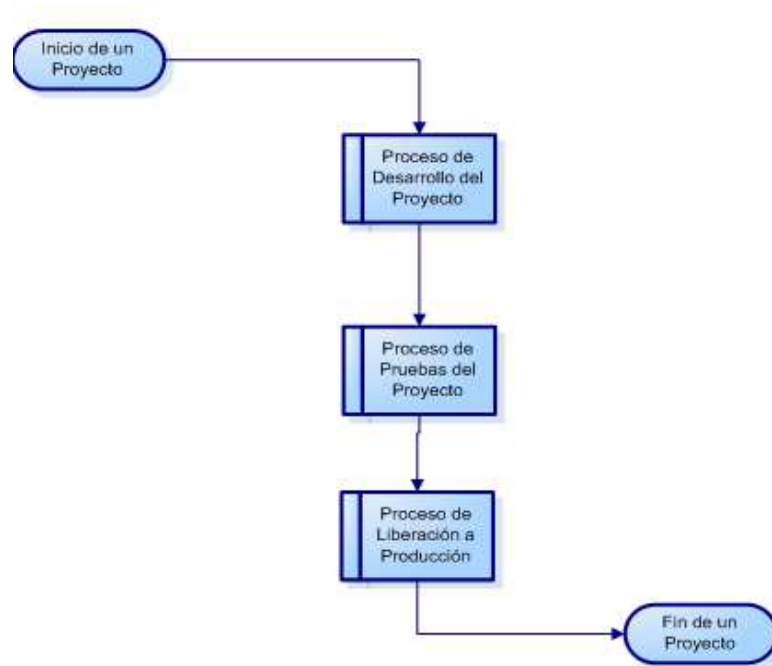 Inicio de un
Proyecto
Proceso de
Desarrollo del
Proyecto
Proceso de
Pruebas del
Proyecto
Proceso de
Liberación a
Producción
Fin de un
Proyecto